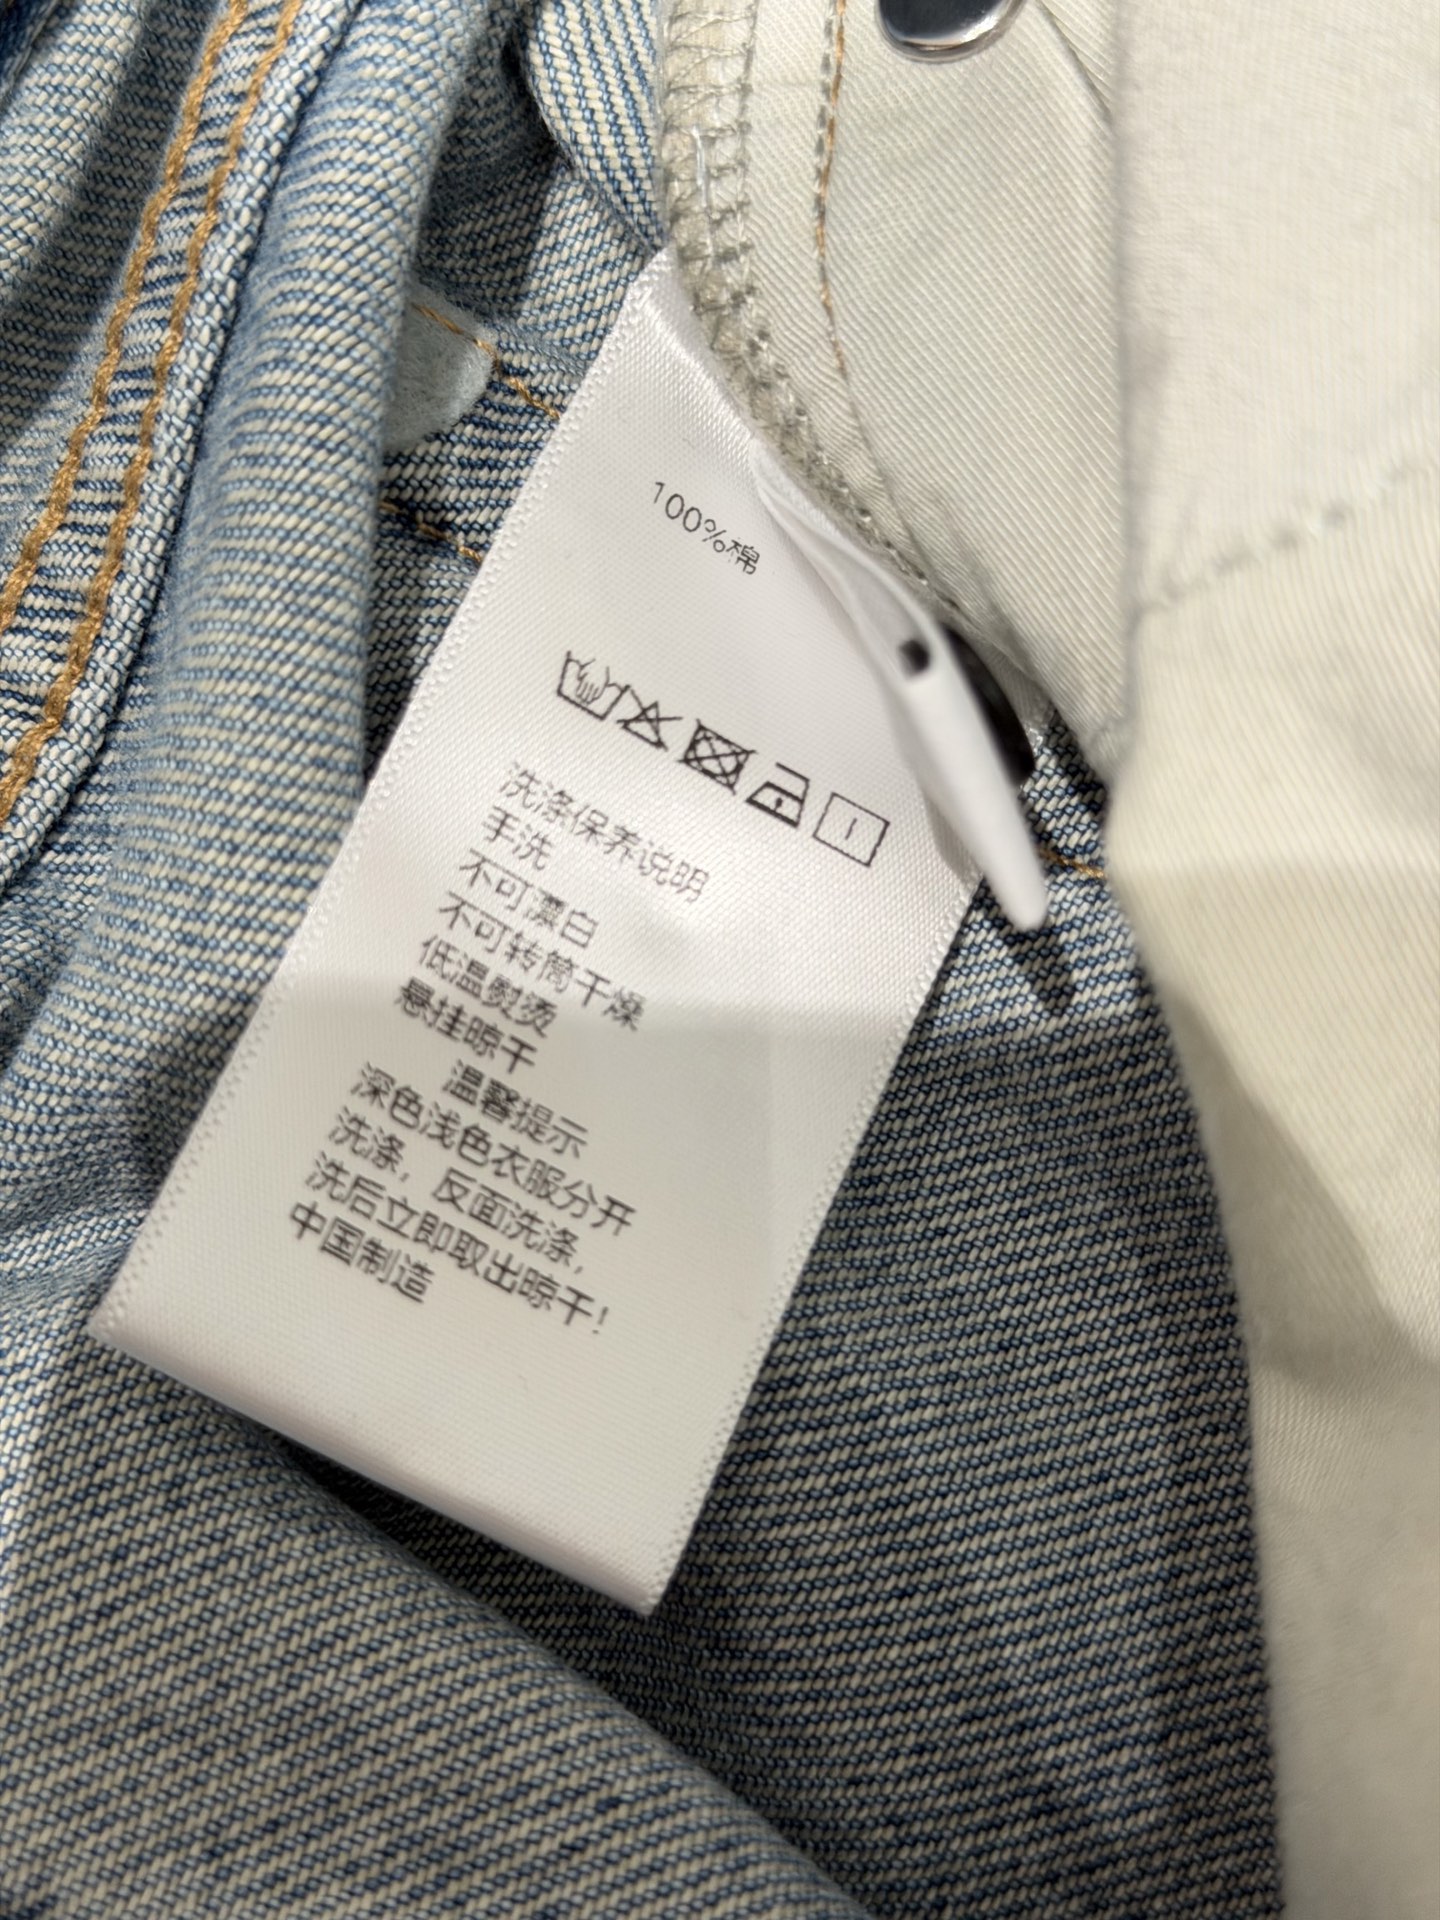 100%棉
洗涤保养说明
手洗
不可漂白
不可转筒干燥
低温熨烫
悬挂晾干
温馨提示
深色浅色衣服分开
洗涤，反面洗涤，
洗后立即取出晾干！
中国制造